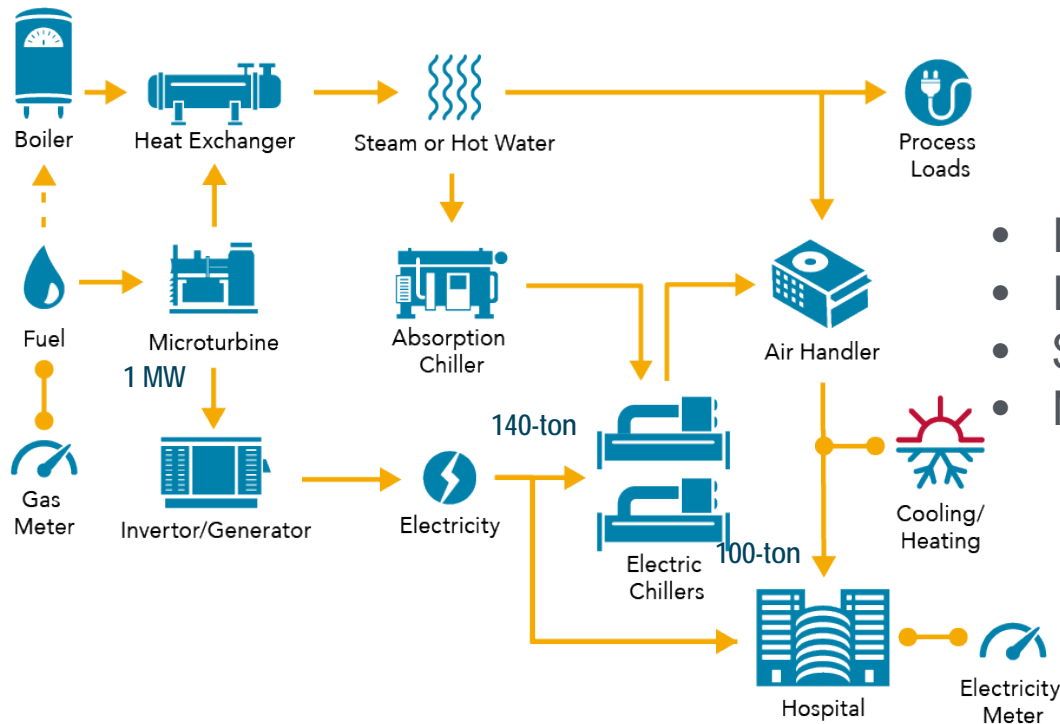 Boiler
Heat Exchanger
Steam or Hot Water
Process
Loads
Fuel
Microturbine
1 MW
Absorption
Chiller
Air Handler
140-ton
Gas
Meter
Invertor/Generator
Electricity
Electric
Chillers
100-ton
Cooling/
Heating
Hospital
Electricity
Meter